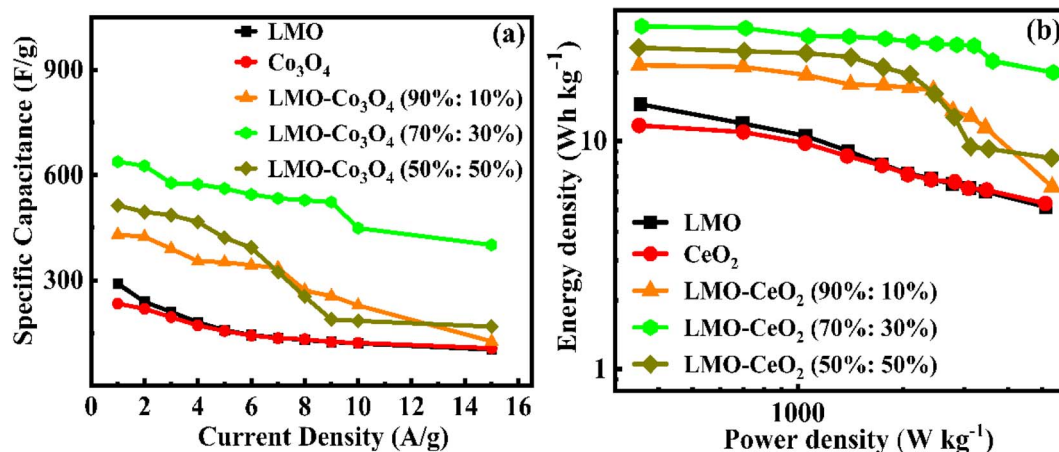 (a)
LMO
Co₃O₄
LMO-Co₃O₄ (90%: 10%)
LMO-Co₃O₄ (70%: 30%)
LMO-Co₃O₄ (50%: 50%)
Specific Capacitance (F/g)
900
600
300
0 2 4 6 8 10 12 14 16
Current Density (A/g)
(b)
Energy density (Wh kg⁻¹)
10
1
LMO
CeO₂
LMO-CeO₂ (90%: 10%)
LMO-CeO₂ (70%: 30%)
LMO-CeO₂ (50%: 50%)
1000
Power density (W kg⁻¹)